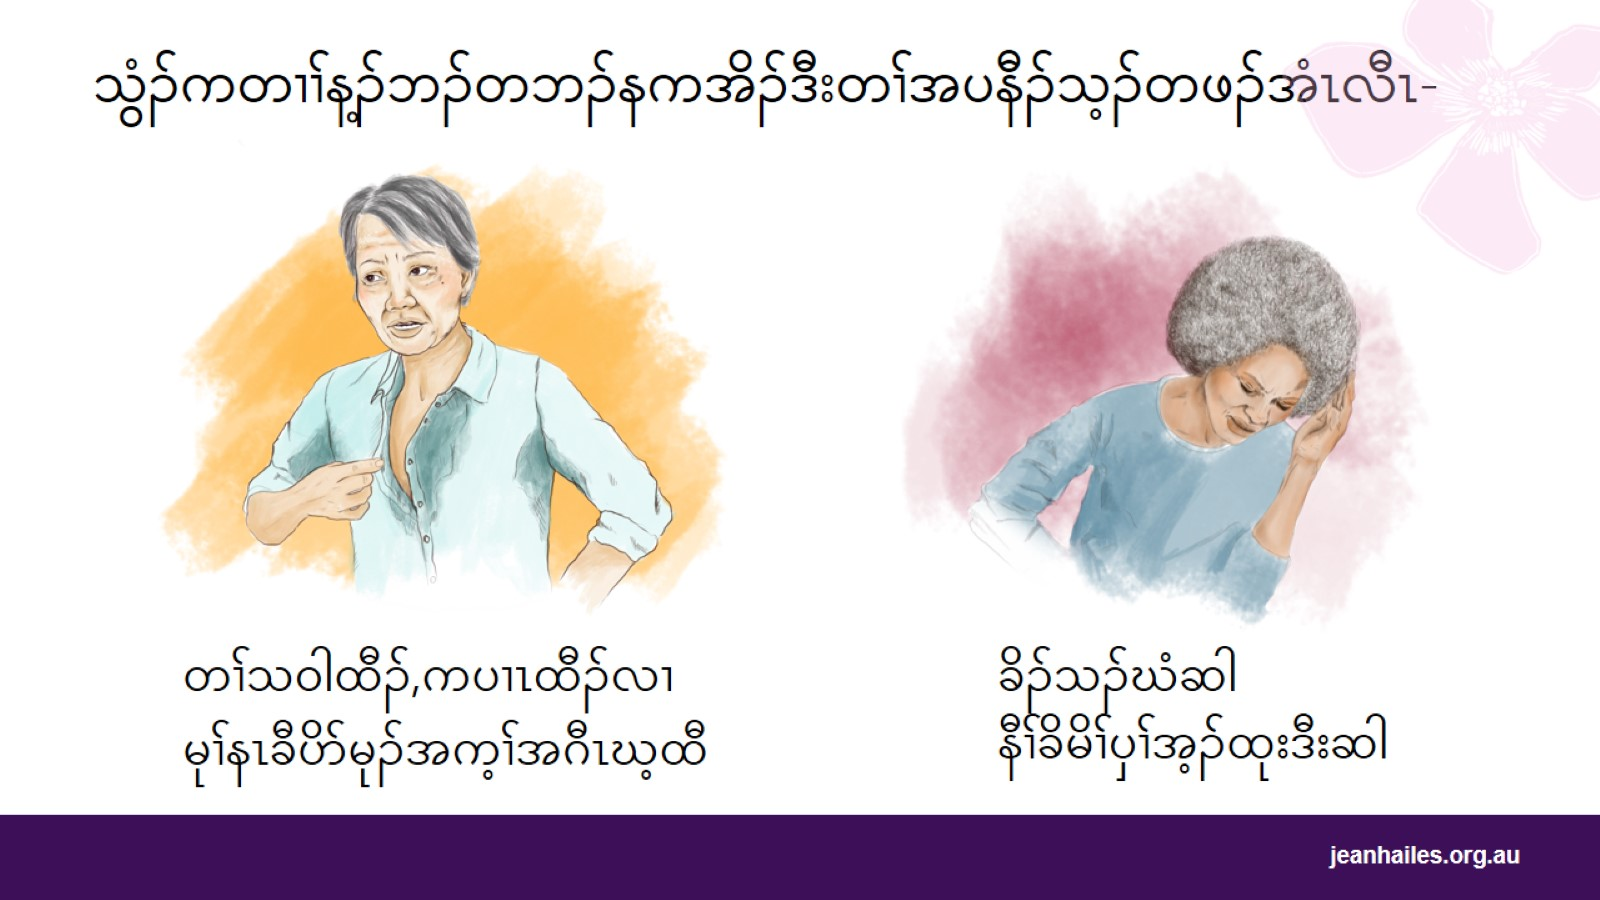 သွံၣ်ကတၢၢ်န့ၣ်ဘၣ်တဘၣ်နကအိၣ်ဒီးတၢ်အပနီၣ်သ့ၣ်တဖၣ်အံၤလီၤ-
တၢ်သဝါထီၣ်,ကပၢၤထီၣ်လၢ
မုၢ်နၤခီပိာ်မုၣ်အက့ၢ်အဂီၤဃ့ထီ
ခိၣ်သၣ်ဃံဆါ
နီၢ်ခိမိၢ်ပှၢ်အ့ၣ်ထုးဒီးဆါ
jeanhailes.org.au